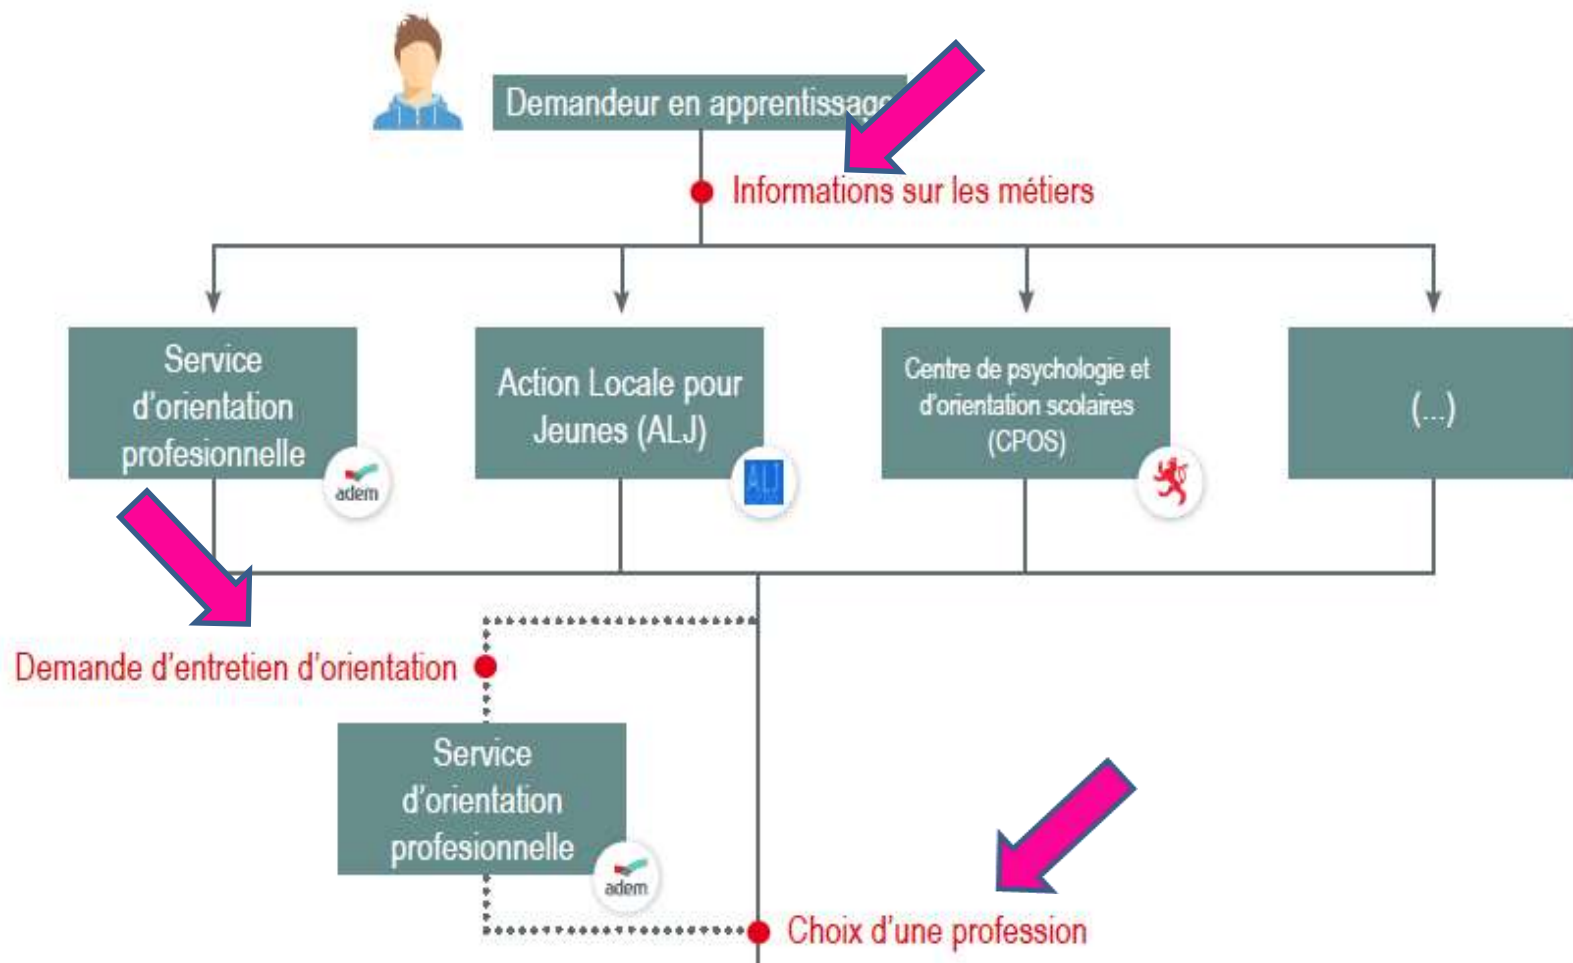 Demandeur en apprentissage
Informations sur les métiers
Service
d'orientation
profesionnelle
adem
Action Locale pour
Jeunes (ALJ)
ALJ
Centre de psychologie et
d'orientation scolaires
(CPOS)
(...)
Demande d'entretien d'orientation
Service
d'orientation
profesionnelle
adem
Choix d'une profession